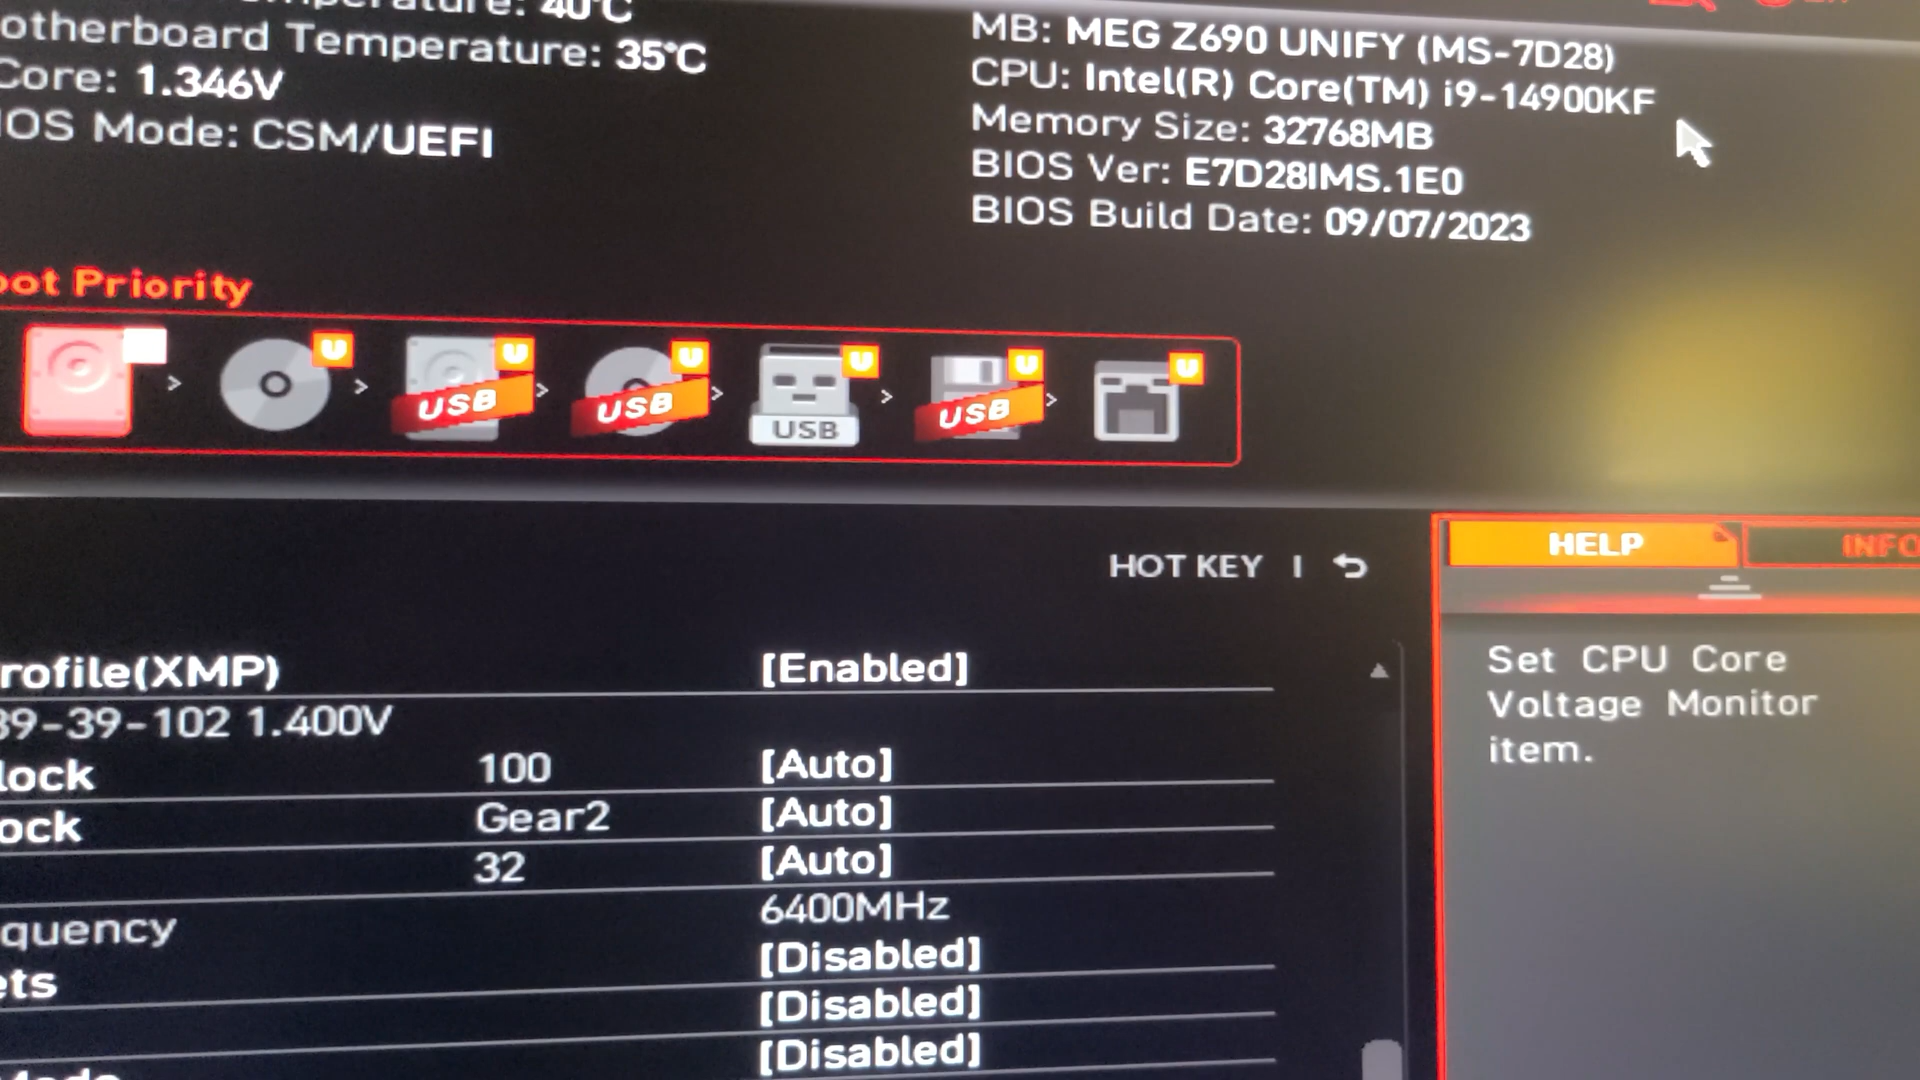 40°C
otherboard Temperature: 35°C
Core: 1.346V
IOS Mode: CSM/UEFI
MB: MEG Z690 UNIFY (MS-7D28)
CPU: Intel(R) Core(TM) i9-14900KF
Memory Size: 32768MB
BIOS Ver: E7D28IMS.1E0
BIOS Build Date: 09/07/2023
oot Priority
U U U U U U
USB USB USB USB
HOT KEY |
HELP INFO
rofile(XMP) [Enabled]
39-39-102 1.400V
lock 100 [Auto]
ock Gear2 [Auto]
32 [Auto]
quency 6400MHz
ets [Disabled]
[Disabled]
[Disabled]
Set CPU Core
Voltage Monitor
item.